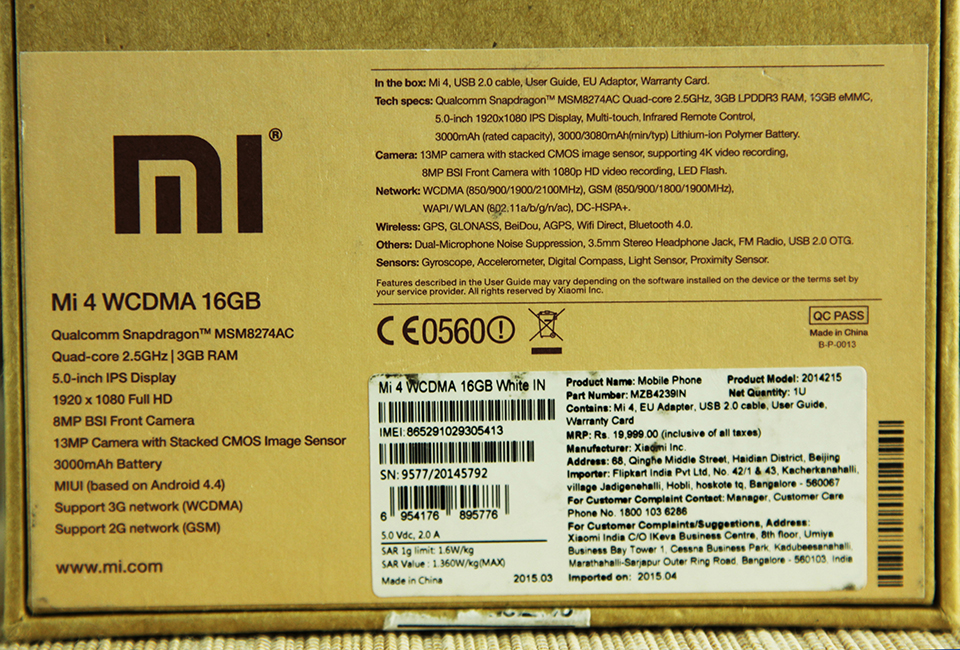 mi®
Mi 4 WCDMA 16GB
Qualcomm Snapdragon™ MSM8274AC
Quad-core 2.5GHz | 3GB RAM
5.0-inch IPS Display
1920 x 1080 Full HD
8MP BSI Front Camera
13MP Camera with Stacked CMOS Image Sensor
3000mAh Battery
MIUI (based on Android 4.4)
Support 3G network (WCDMA)
Support 2G network (GSM)
www.mi.com
In the box: Mi 4, USB 2.0 cable, User Guide, EU Adaptor, Warranty Card.
Tech specs: Qualcomm Snapdragon™ MSM8274AC Quad-core 2.5GHz, 3GB LPDDR3 RAM, 16GB eMMC,
5.0-inch 1920x1080 IPS Display, Multi-touch, Infrared Remote Control,
3000mAh (rated capacity), 3000/3080mAh(min/typ) Lithium-ion Polymer Battery.
Camera: 13MP camera with stacked CMOS image sensor, supporting 4K video recording,
8MP BSI Front Camera with 1080p HD video recording, LED Flash.
Network: WCDMA (850/900/1900/2100MHz), GSM (850/900/1800/1900MHz),
WAPI/WLAN (802.11a/b/g/n/ac), DC-HSPA+.
Wireless: GPS, GLONASS, BeiDou, AGPS, Wifi Direct, Bluetooth 4.0.
Others: Dual-Microphone Noise Suppression, 3.5mm Stereo Headphone Jack, FM Radio, USB 2.0 OTG.
Sensors: Gyroscope, Accelerometer, Digital Compass, Light Sensor, Proximity Sensor.
Features described in the User Guide may vary depending on the software installed on the device or the terms set by
your service provider. All rights reserved by Xiaomi Inc.
CE0560!
QC PASS
Made in China
B-P-0013
Mi 4 WCDMA 16GB White IN
IMEI:865291029305413
SN: 9577/20145792
6 954176 895776
5.0 Vdc, 2.0 A
SAR 1g limit: 1.6W/kg
SAR Value : 1.360W/kg(MAX)
Made in China 2015.03
Product Name: Mobile Phone Product Model: 2014215
Part Number: MZB4239IN Net Quantity: 1U
Contains: Mi 4, EU Adapter, USB 2.0 cable, User Guide,
Warranty Card
MRP: Rs. 19,999.00 (inclusive of all taxes)
Manufacturer: Xiaomi Inc.
Address: 68, Qinghe Middle Street, Haidian District, Beijing
Importer: Flipkart India Pvt Ltd, No. 42/1 & 43, Kacherkanahalli,
village Jadigenehalli, Hobli, hoskote tq, Bangalore - 560067
For Customer Complaint Contact: Manager, Customer Care
Phone No. 1800 103 6286
For Customer Complaints/Suggestions, Address:
Xiaomi India C/O IKeva Business Centre, 8th floor, Umiya
Business Bay Tower 1, Cessna Business Park, Kadubeesanahalli,
Marathahalli-Sarjapur Outer Ring Road, Bangalore - 560103, India
Imported on: 2015.04